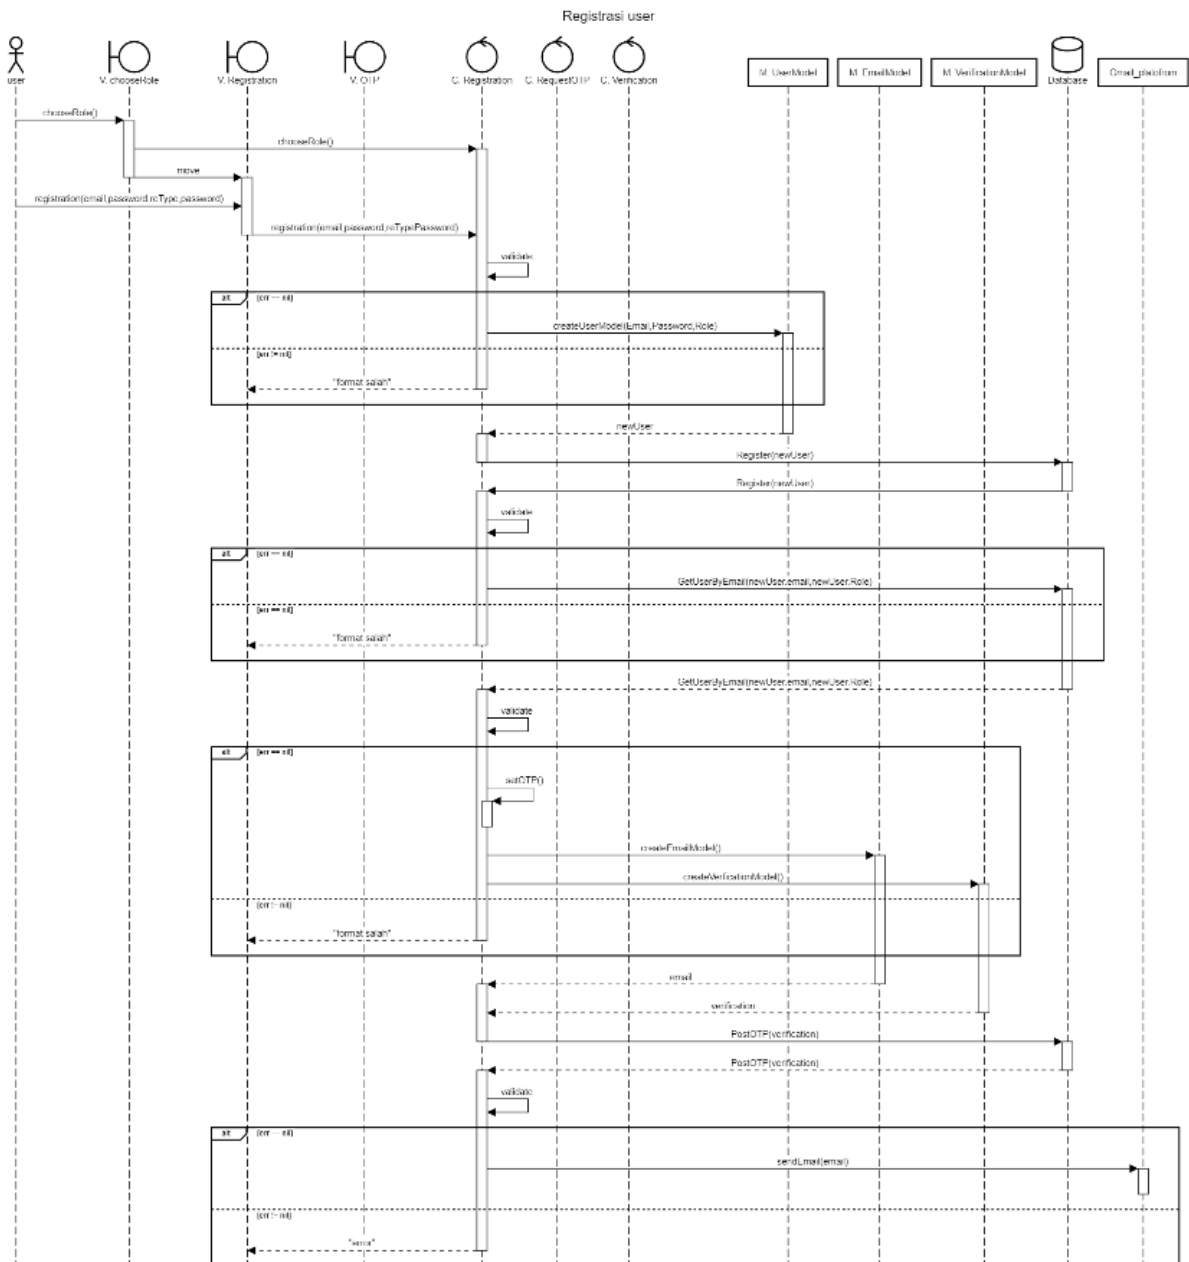 Registrasi user
user
V. chooseRole
V. Registration
V. OTP
C. Registration
C. RequestOTP
C. Verification
M. UserModel
M. EmailModel
M. VerificationModel
Database
Gmail_platofrom
chooseRole()
chooseRole()
move
registration(email,password,reType,password)
registration(email,password,reTypePassword)
validate
alt
[err == nil]
createUserModel(Email,Password,Role)
[err != nil]
"format salah"
newUser
Register(newUser)
Register(newUser)
validate
alt
[err == nil]
GetUserByEmail(newUser.email,newUser.Role)
[err == nil]
"format salah"
GetUserByEmail(newUser.email,newUser.Role)
validate
alt
[err == nil]
setOTP()
createEmailModel()
createVerficationModel()
[err != nil]
"format salah"
email
verification
PostOTP(verification)
PostOTP(verification)
validate
alt
[err == nil]
sendEmail(email)
[err != nil]
"error"